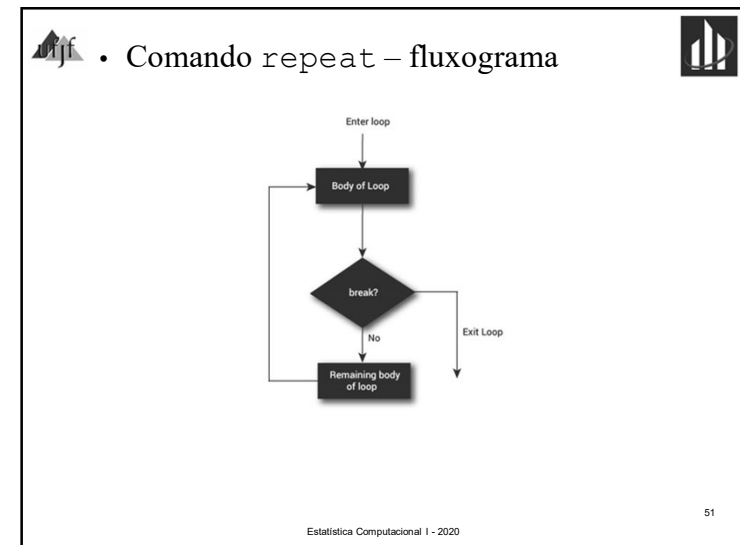 ufjf
• Comando repeat – fluxograma
Enter loop
Body of Loop
break?
No
Exit Loop
Remaining body
of loop
51
Estatística Computacional I - 2020